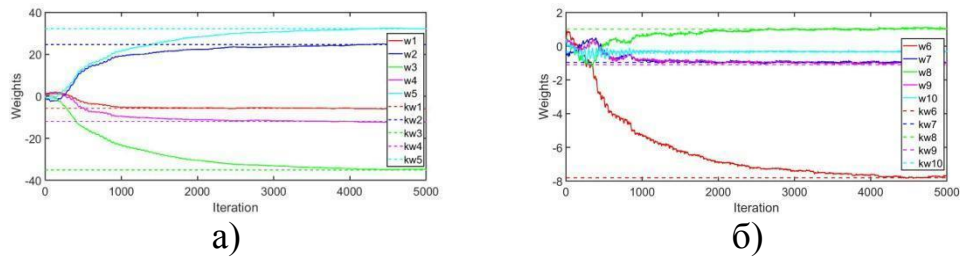 40
20
0
-20
-40
Weights
0 1000 2000 3000 4000 5000
Iteration
w1
w2
w3
w4
w5
kw1
kw2
kw3
kw4
kw5
а)
2
0
-2
-4
-6
-8
Weights
0 1000 2000 3000 4000 5000
Iteration
w6
w7
w8
w9
w10
kw6
kw7
kw8
kw9
kw10
б)